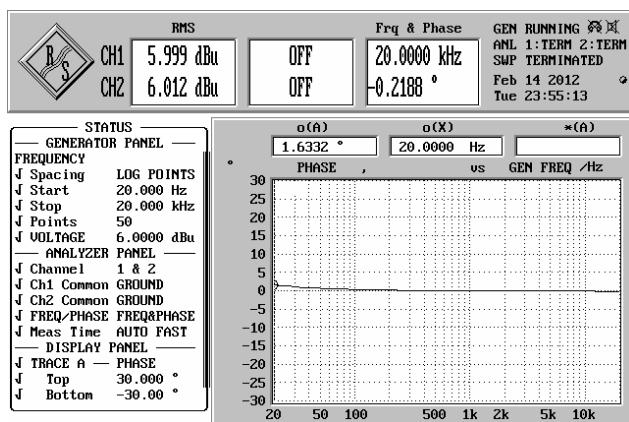 RMS Frq & Phase
R S
CH1 5.999 dBu OFF 20.0000 kHz
CH2 6.012 dBu OFF -0.2188 °
GEN RUNNING
ANL 1:TERM 2:TERM
SWP TERMINATED
Feb 14 2012
Tue 23:55:13
STATUS
GENERATOR PANEL
FREQUENCY
Spacing LOG POINTS
Start 20.000 Hz
Stop 20.000 kHz
Points 50
VOLTAGE 6.0000 dBu
ANALYZER PANEL
Channel 1 & 2
Ch1 Common GROUND
Ch2 Common GROUND
FREQ/PHASE FREQ&PHASE
Meas Time AUTO FAST
DISPLAY PANEL
TRACE A — PHASE
Top 30.000 °
Bottom -30.00 °
o(A) o(X) *(A)
1.6332 ° 20.0000 Hz
° PHASE , vs GEN FREQ /Hz
30
25
20
15
10
5
0
-5
-10
-15
-20
-25
-30
20 50 100 500 1k 2k 5k 10k